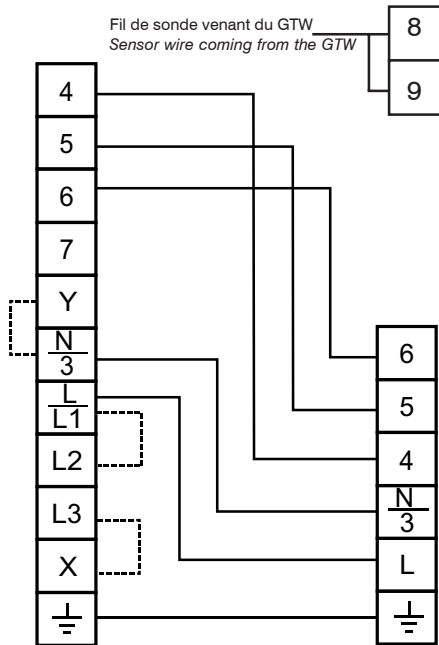 Fil de sonde venant du GTW
Sensor wire coming from the GTW
8
9
4
5
6
7
Y
N
3
L
L1
L2
L3
X
6
5
4
N
3
L